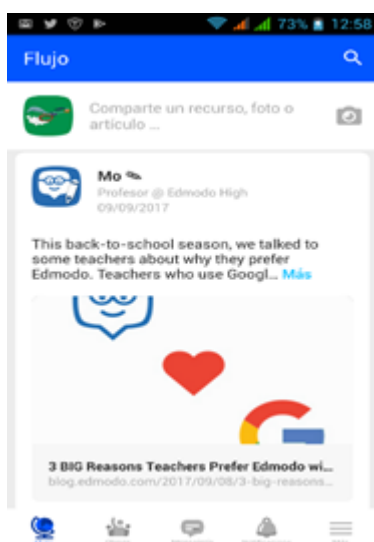 73% 12:58
Flujo
Comparte un recurso, foto o
artículo ...
Mo
Profesor @ Edmodo High
09/09/2017
This back-to-school season, we talked to
some teachers about why they prefer
Edmodo. Teachers who use Googl... Más
3 BIG Reasons Teachers Prefer Edmodo wi...
blog.edmodo.com/2017/09/08/3-big-reasons...